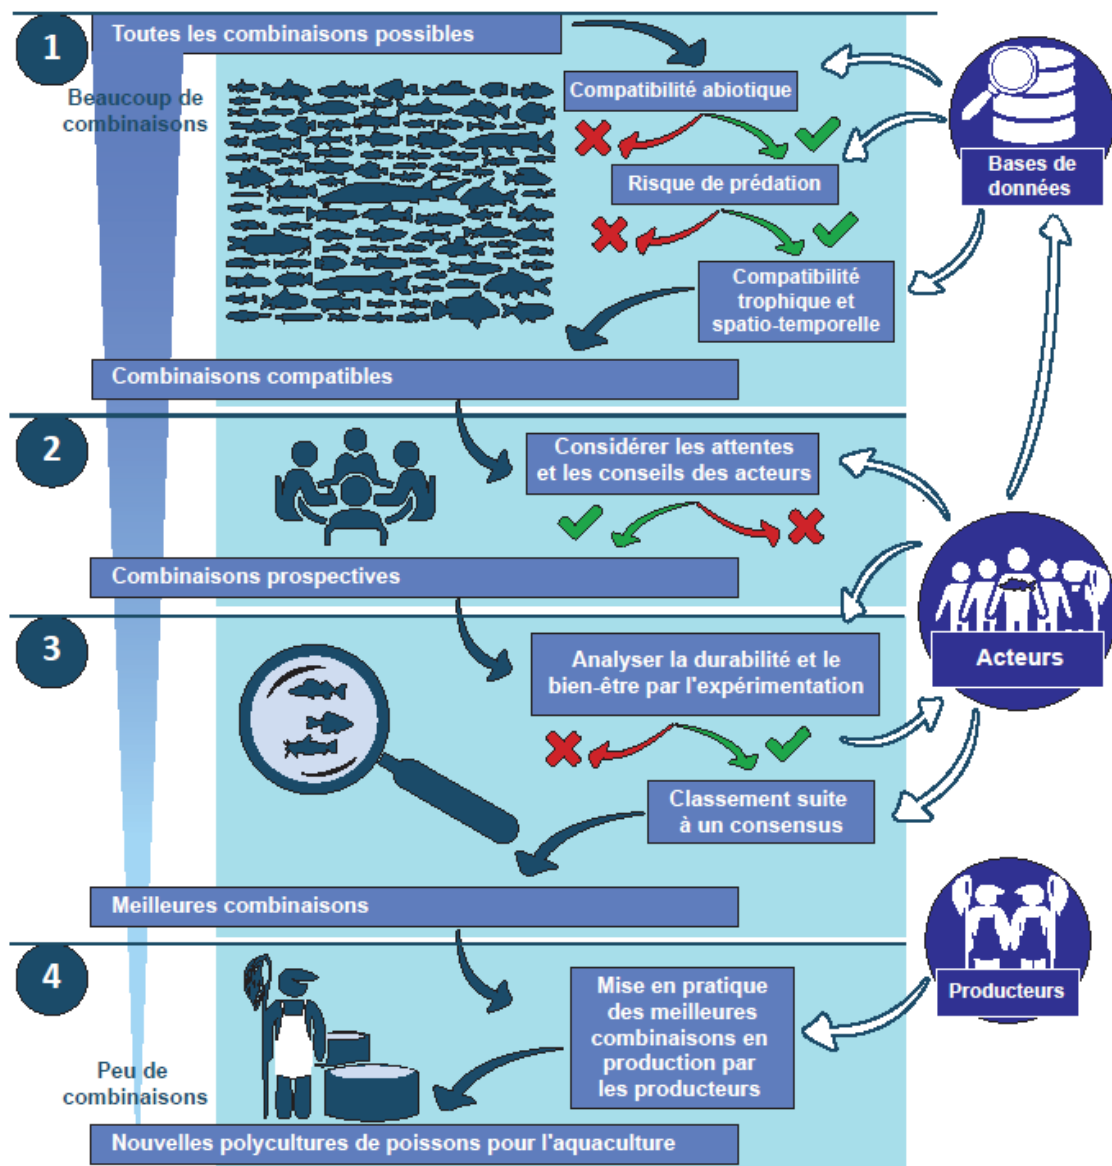 1
Toutes les combinaisons possibles
Beaucoup de
combinaisons
Compatibilité abiotique
Risque de prédation
Compatibilité
trophique et
spatio-temporelle
Bases de
données
Combinaisons compatibles
2
Considérer les attentes
et les conseils des acteurs
Combinaisons prospectives
3
Analyser la durabilité et le
bien-être par l'expérimentation
Acteurs
Classement suite
à un consensus
Meilleures combinaisons
4
Mise en pratique
des meilleures
combinaisons en
production par
les producteurs
Producteurs
Peu de
combinaisons
Nouvelles polycultures de poissons pour l'aquaculture